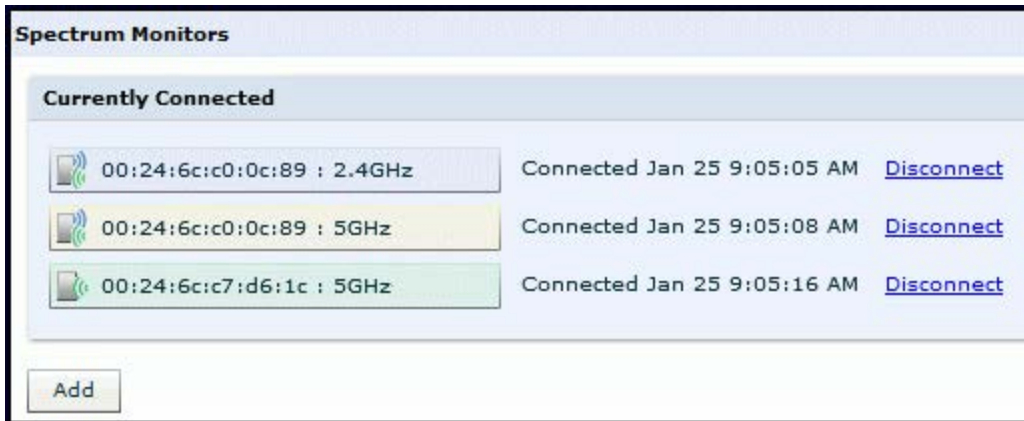 Spectrum Monitors
Currently Connected
00:24:6c:c0:0c:89 : 2.4GHz Connected Jan 25 9:05:05 AM Disconnect
00:24:6c:c0:0c:89 : 5GHz Connected Jan 25 9:05:08 AM Disconnect
00:24:6c:c7:d6:1c : 5GHz Connected Jan 25 9:05:16 AM Disconnect
Add